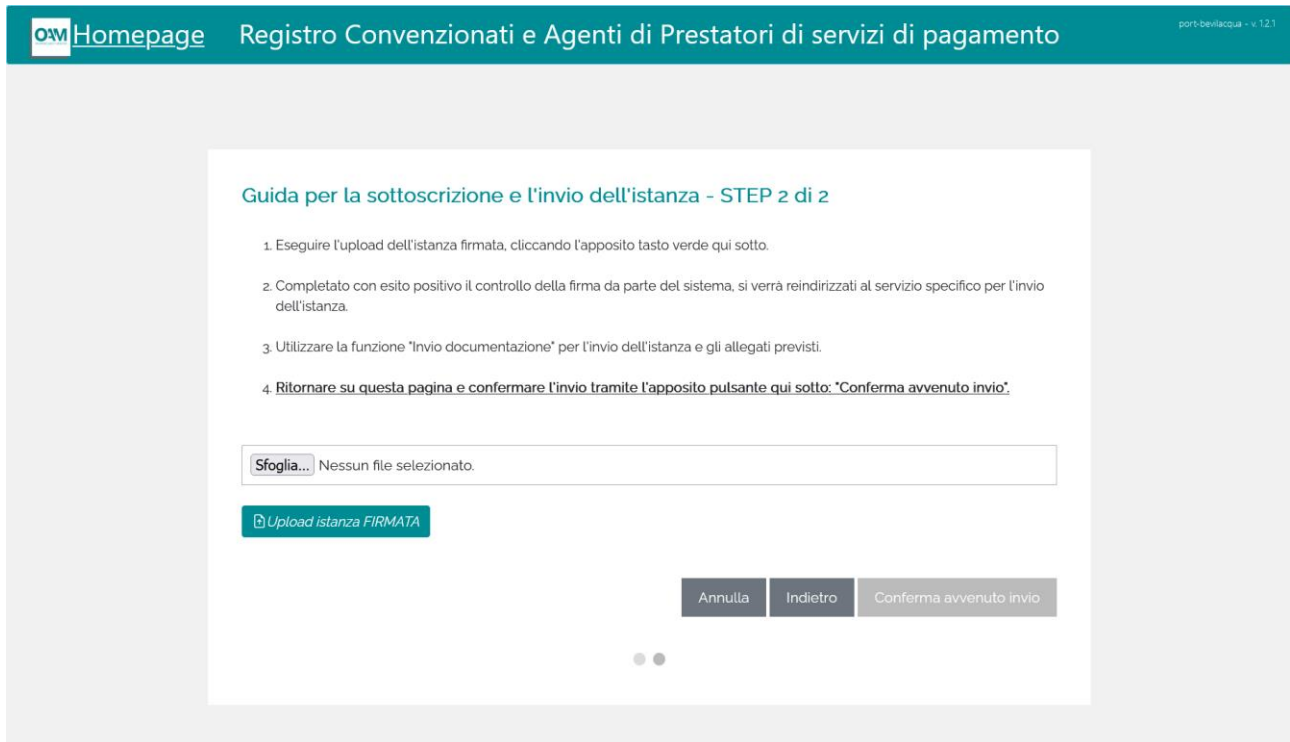 OAM Homepage Registro Convenzionati e Agenti di Prestatori di servizi di pagamento port-bevilacqua - v. 1.2.1
Guida per la sottoscrizione e l'invio dell'istanza - STEP 2 di 2
1. Eseguire l'upload dell'istanza firmata, cliccando l'apposito tasto verde qui sotto.
2. Completato con esito positivo il controllo della firma da parte del sistema, si verrà reindirizzati al servizio specifico per l'invio
dell'istanza.
3. Utilizzare la funzione "Invio documentazione" per l'invio dell'istanza e gli allegati previsti.
4. Ritornare su questa pagina e confermare l'invio tramite l'apposito pulsante qui sotto: "Conferma avvenuto invio".
Sfoglia... Nessun file selezionato.
Upload istanza FIRMATA
Annulla Indietro Conferma avvenuto invio